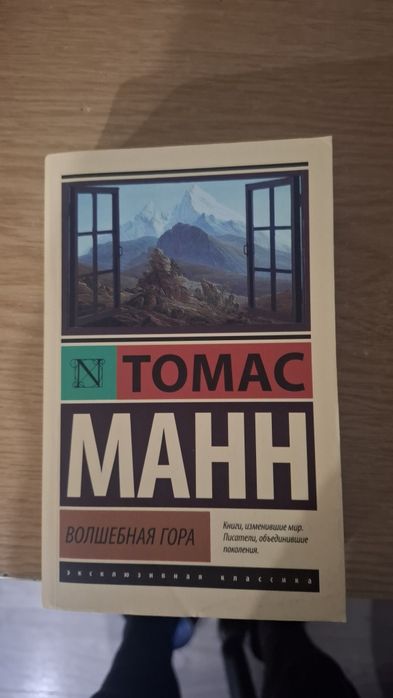 N ТОМАС
МАНН
ВОЛШЕБНАЯ ГОРА
Книги, изменившие мир.
Писатели, объединившие
поколения.
эксклюзивная классика